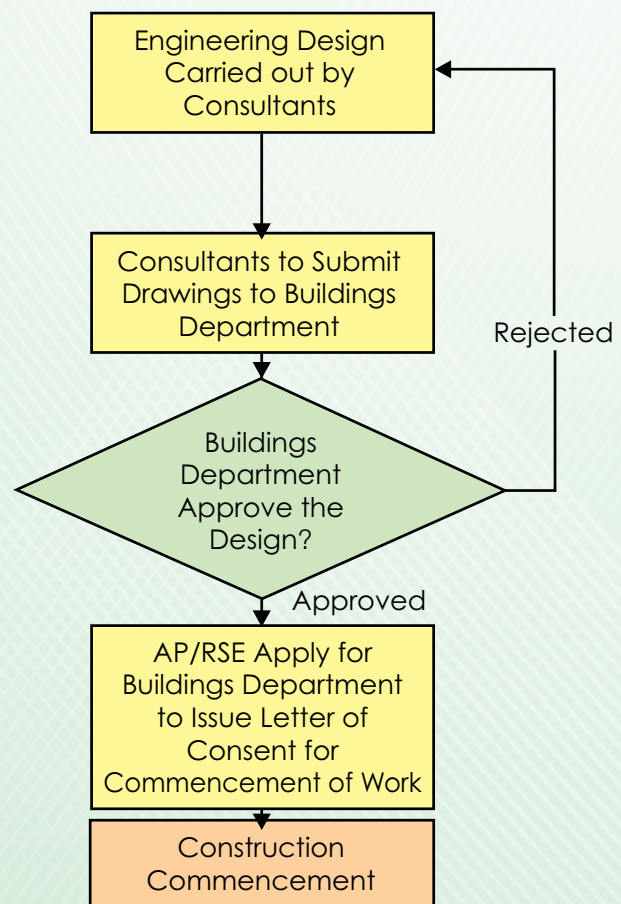 Engineering Design
Carried out by
Consultants
Consultants to Submit
Drawings to Buildings
Department
Rejected
Buildings
Department
Approve the
Design?
Approved
AP/RSE Apply for
Buildings Department
to Issue Letter of
Consent for
Commencement of Work
Construction
Commencement